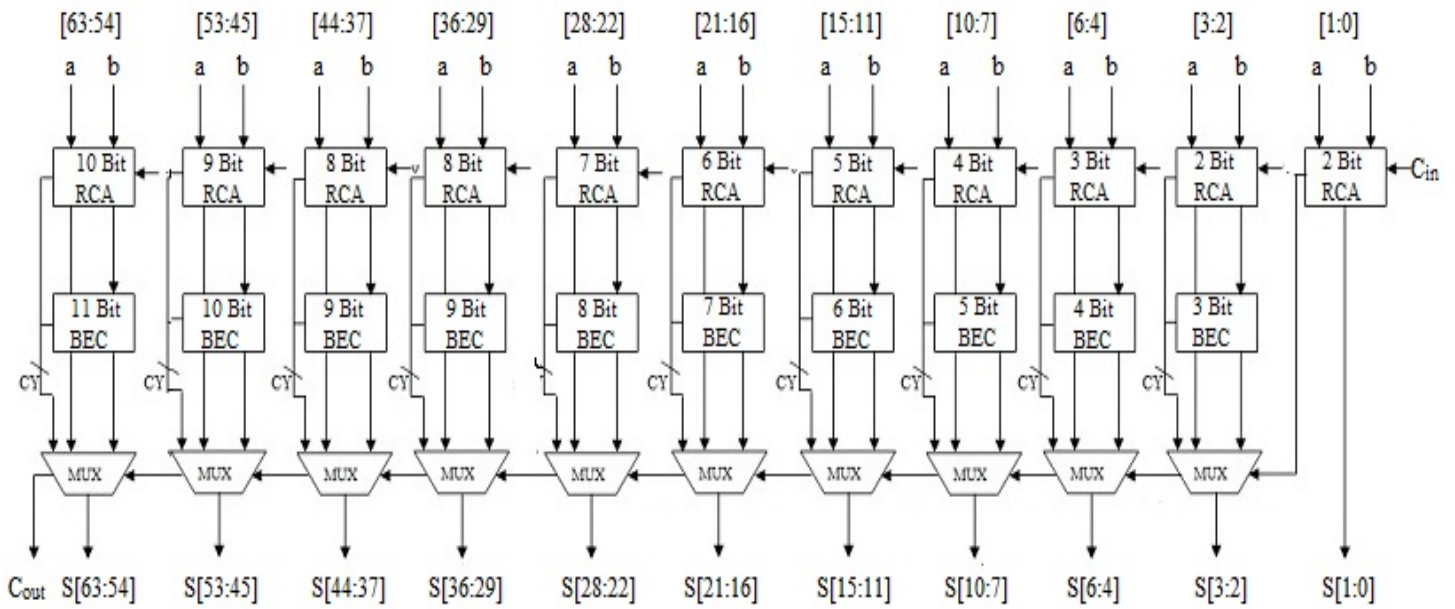 [63:54] [53:45] [44:37] [36:29] [28:22] [21:16] [15:11] [10:7] [6:4] [3:2] [1:0]
a b a b a b a b a b a b a b a b a b a b a b
10 Bit 9 Bit 8 Bit 8 Bit 7 Bit 6 Bit 5 Bit 4 Bit 3 Bit 2 Bit 2 Bit Cin
RCA RCA RCA RCA RCA RCA RCA RCA RCA RCA RCA
11 Bit 10 Bit 9 Bit 9 Bit 8 Bit 7 Bit 6 Bit 5 Bit 4 Bit 3 Bit
BEC BEC BEC BEC BEC BEC BEC BEC BEC BEC
CY CY CY CY CY CY CY CY CY
MUX MUX MUX MUX MUX MUX MUX MUX MUX MUX
Cout S[63:54] S[53:45] S[44:37] S[36:29] S[28:22] S[21:16] S[15:11] S[10:7] S[6:4] S[3:2] S[1:0]